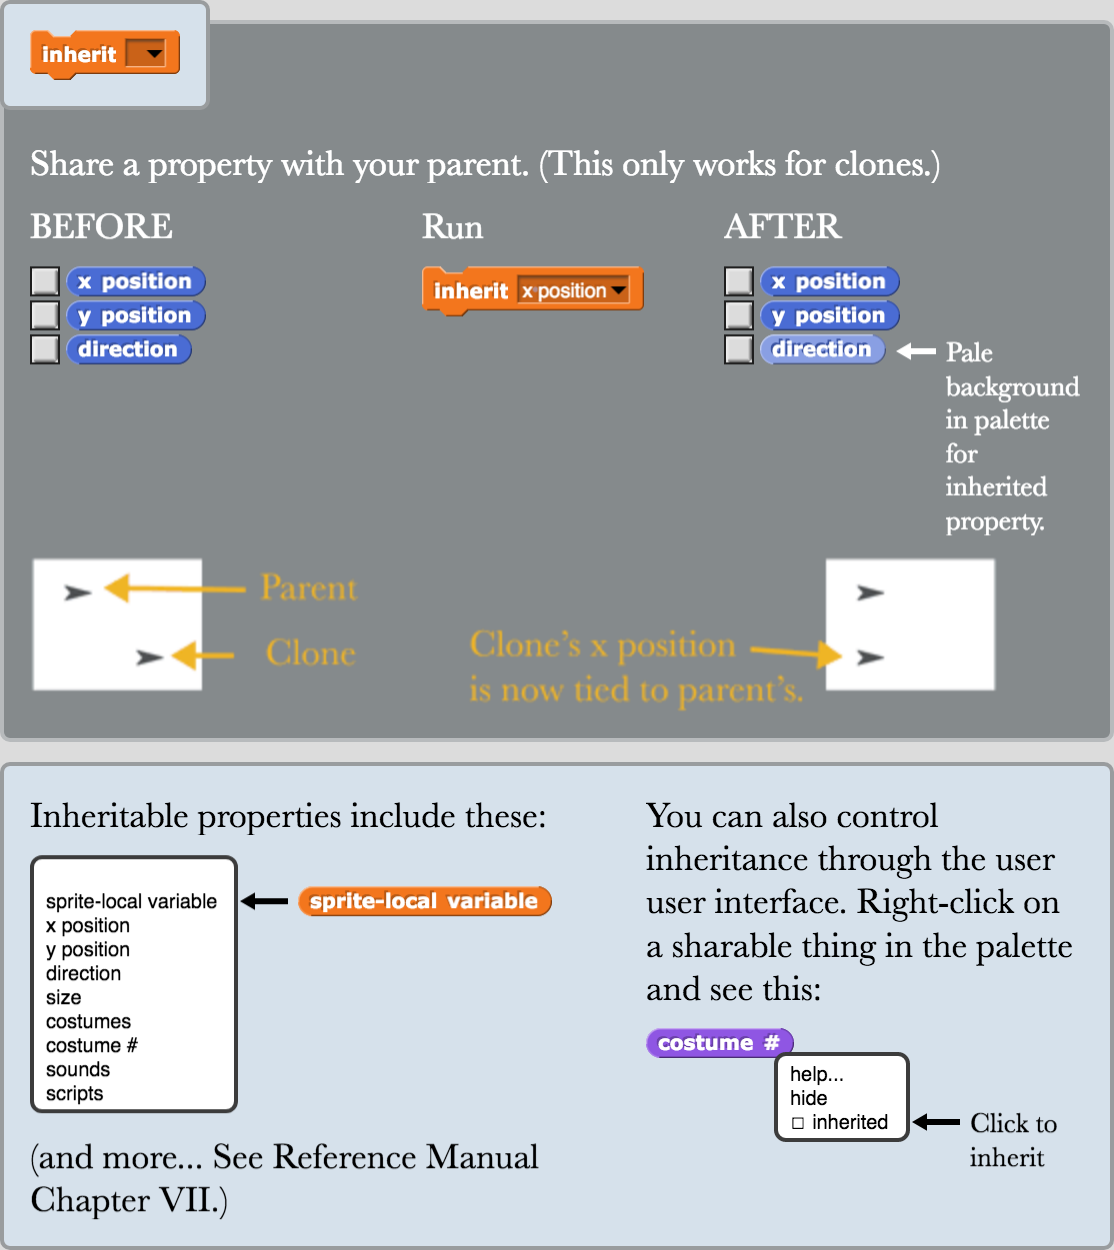 inherit
Share a property with your parent. (This only works for clones.)
BEFORE
x position
y position
direction
Run
inherit x position
AFTER
x position
y position
direction
Pale
background
in palette
for
inherited
property.
Parent
Clone
Clone's x position
is now tied to parent's.
Inheritable properties include these:
sprite-local variable
x position
y position
direction
size
costumes
costume #
sounds
scripts
sprite-local variable
(and more... See Reference Manual
Chapter VII.)
You can also control
inheritance through the user
user interface. Right-click on
a sharable thing in the palette
and see this:
costume #
help...
hide
inherited
Click to
inherit